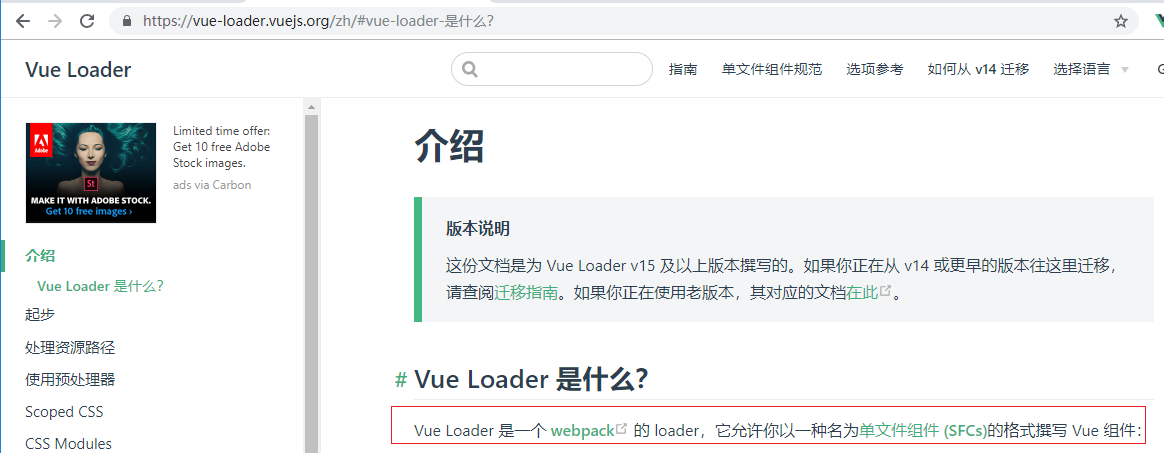 https://vue-loader.vuejs.org/zh/#vue-loader-是什么?
Vue Loader
指南
单文件组件规范
选项参考
如何从 v14 迁移
选择语言
G
Adobe
St
MAKE IT WITH ADOBE STOCK.
Get 10 free images ›
Limited time offer:
Get 10 free Adobe
Stock images.
ads via Carbon
介绍
Vue Loader 是什么?
起步
处理资源路径
使用预处理器
Scoped CSS
CSS Modules
介绍
版本说明
这份文档是为 Vue Loader v15 及以上版本撰写的。如果你正在从 v14 或更早的版本往这里迁移，
请查阅迁移指南。如果你正在使用老版本，其对应的文档在此。
# Vue Loader 是什么?
Vue Loader 是一个 webpack 的 loader，它允许你以一种名为单文件组件 (SFCs)的格式撰写 Vue 组件：